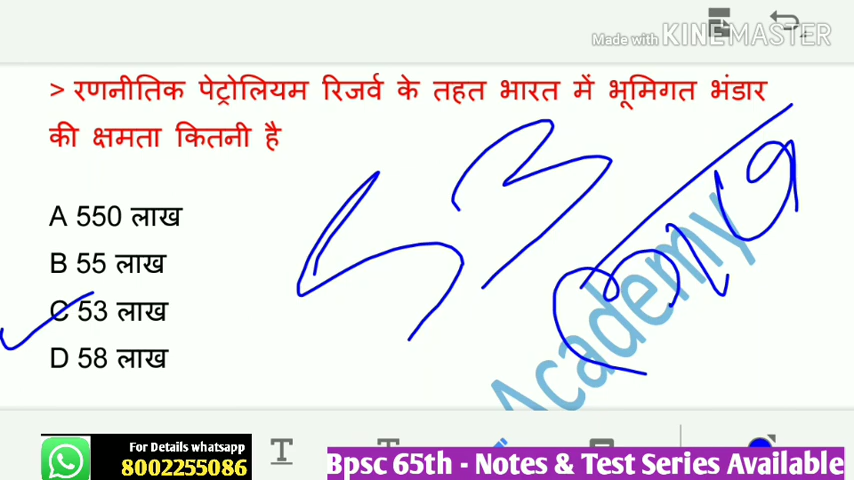 Made with KINEMASTER
> रणनीतिक पेट्रोलियम रिजर्व के तहत भारत में भूमिगत भंडार
की क्षमता कितनी है
A 550 लाख
B 55 लाख
C 53 लाख
D 58 लाख
53 लाख
Academy
For Details whatsapp
8002255086
Bpsc 65th - Notes & Test Series Available